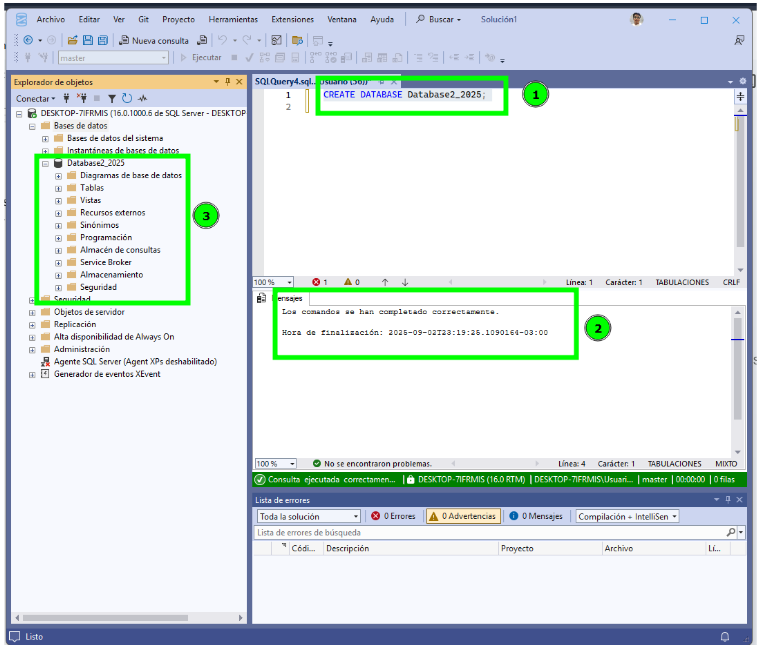 Archivo Editar Ver Git Proyecto Herramientas Extensiones Ventana Ayuda Buscar Solución1
Nueva consulta
master Ejecutar
Explorador de objetos
Conectar
DESKTOP-7IFRMIS (16.0.1000.6 de SQL Server - DESKTOP
Bases de datos
Bases de datos del sistema
Instantáneas de bases de datos
Database2_2025
Diagramas de base de datos
Tablas
Vistas
Recursos externos
Sinónimos
Programación
Almacén de consultas
Service Broker
Almacenamiento
Seguridad
Seguridad
Objetos de servidor
Replicación
Alta disponibilidad de Always On
Administración
Agente SQL Server (Agent XPs deshabilitado)
Generador de eventos XEvent
3
SQLQuery4.sql...Usuario (56))
1 CREATE DATABASE Database2_2025;
2
1
100 % 1 0 Línea: 1 Carácter: 1 TABULACIONES CRLF
Mensajes
Los comandos se han completado correctamente.
Hora de finalización: 2025-09-02T23:19:25.1090164-03:00
2
100 % No se encontraron problemas. Línea: 4 Carácter: 1 TABULACIONES MIXTO
Consulta ejecutada correctamen... DESKTOP-7IFRMIS (16.0 RTM) DESKTOP-7IFRMIS\Usuari... master 00:00:00 0 filas
Lista de errores
Toda la solución 0 Errores 0 Advertencias 0 Mensajes Compilación + IntelliSen
Lista de errores de búsqueda
Códi... Descripción Proyecto Archivo Lí...
Listo